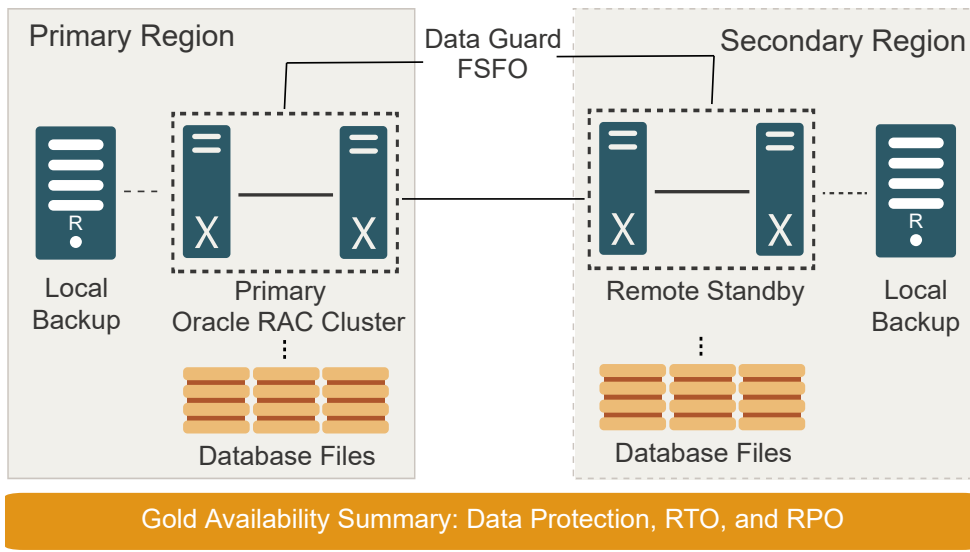 Primary Region
Data Guard
FSFO
Secondary Region
R
X
X
X
X
R
Local
Backup
Primary
Oracle RAC Cluster
Remote Standby
Local
Backup
Database Files
Database Files
Gold Availability Summary: Data Protection, RTO, and RPO